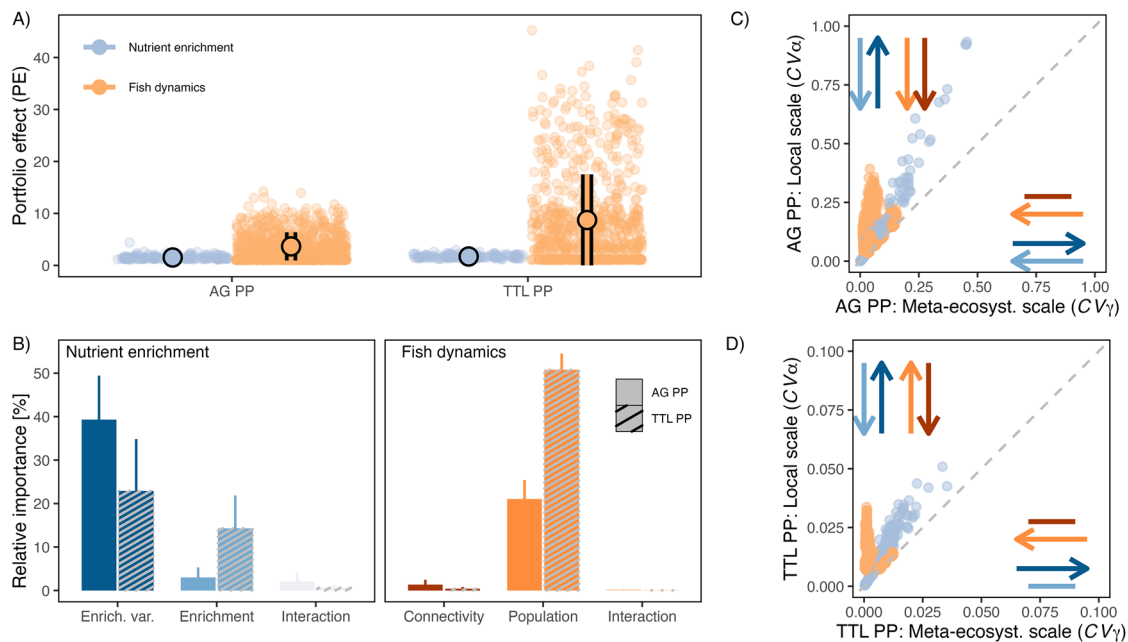 A)
Portfolio effect (PE)
40
30
20
10
0
Nutrient enrichment
Fish dynamics
AG PP
TTL PP
B)
Relative importance [%]
50
40
30
20
10
0
Nutrient enrichment
Enrich. var.
Enrichment
Interaction
Fish dynamics
AG PP
TTL PP
Connectivity
Population
Interaction
C)
AG PP: Local scale (CVα)
1.00
0.75
0.50
0.25
0.00
0.00
0.25
0.50
0.75
1.00
AG PP: Meta-ecosyst. scale (CVγ)
D)
TTL PP: Local scale (CVα)
0.100
0.075
0.050
0.025
0.000
0.000
0.025
0.050
0.075
0.100
TTL PP: Meta-ecosyst. scale (CVγ)